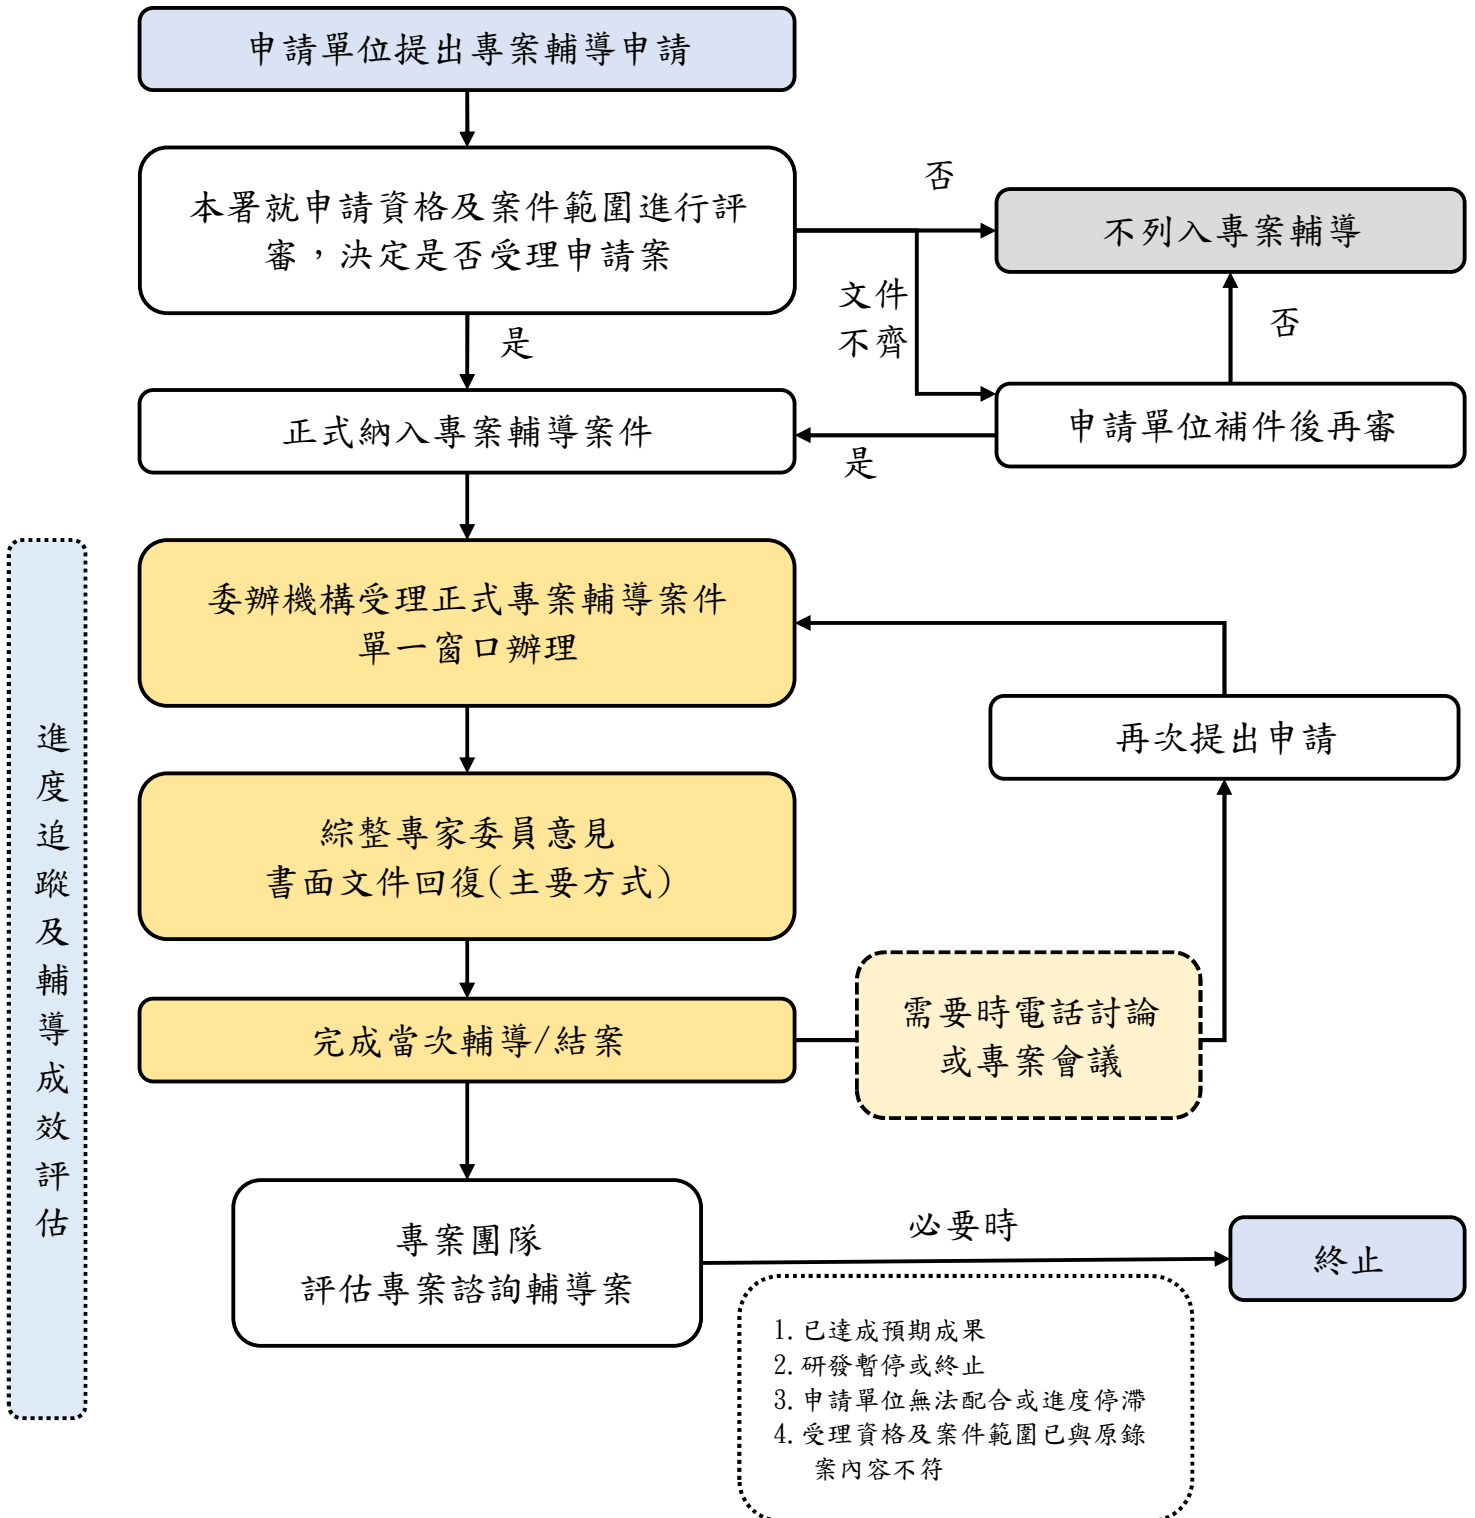 申請單位提出專案輔導申請
本署就申請資格及案件範圍進行評
審，決定是否受理申請案
否
不列入專案輔導
文件
不齊
否
是
正式納入專案輔導案件
申請單位補件後再審
是
委辦機構受理正式專案輔導案件
單一窗口辦理
再次提出申請
進度追蹤及輔導成效評估
綜整專家委員意見
書面文件回復(主要方式)
完成當次輔導/結案
需要時電話討論
或專案會議
專案團隊
評估專案諮詢輔導案
必要時
終止
1.已達成預期成果
2.研發暫停或終止
3.申請單位無法配合或進度停滯
4.受理資格及案件範圍已與原錄
案內容不符